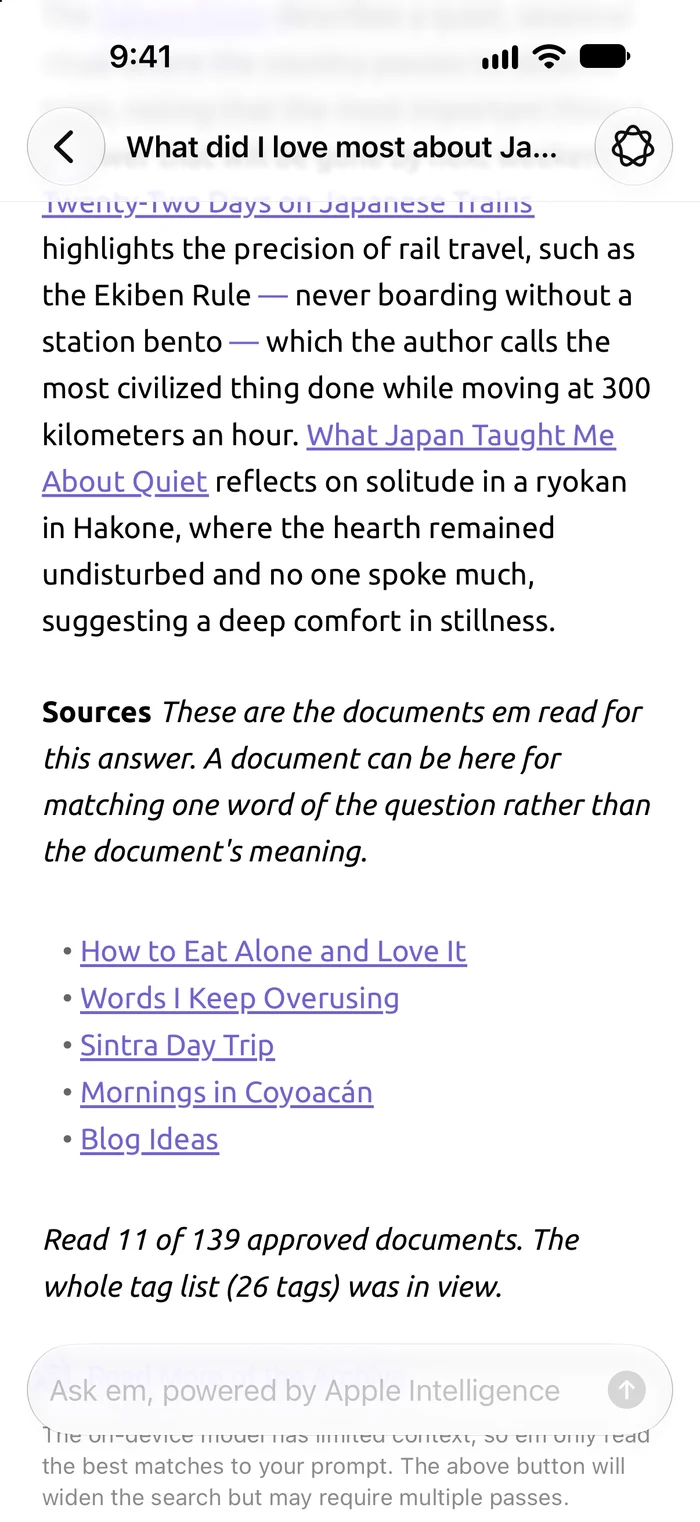 9:41
What did I love most about Ja...
Twenty-Two Days on Japanese Trains
highlights the precision of rail travel, such as
the Ekiben Rule — never boarding without a
station bento — which the author calls the
most civilized thing done while moving at 300
kilometers an hour. What Japan Taught Me
About Quiet reflects on solitude in a ryokan
in Hakone, where the hearth remained
undisturbed and no one spoke much,
suggesting a deep comfort in stillness.
Sources These are the documents em read for
this answer. A document can be here for
matching one word of the question rather than
the document's meaning.
• How to Eat Alone and Love It
• Words I Keep Overusing
• Sintra Day Trip
• Mornings in Coyoacán
• Blog Ideas
Read 11 of 139 approved documents. The
whole tag list (26 tags) was in view.
Ask em, powered by Apple Intelligence
The on-device model has limited context, so em only read
the best matches to your prompt. The above button will
widen the search but may require multiple passes.